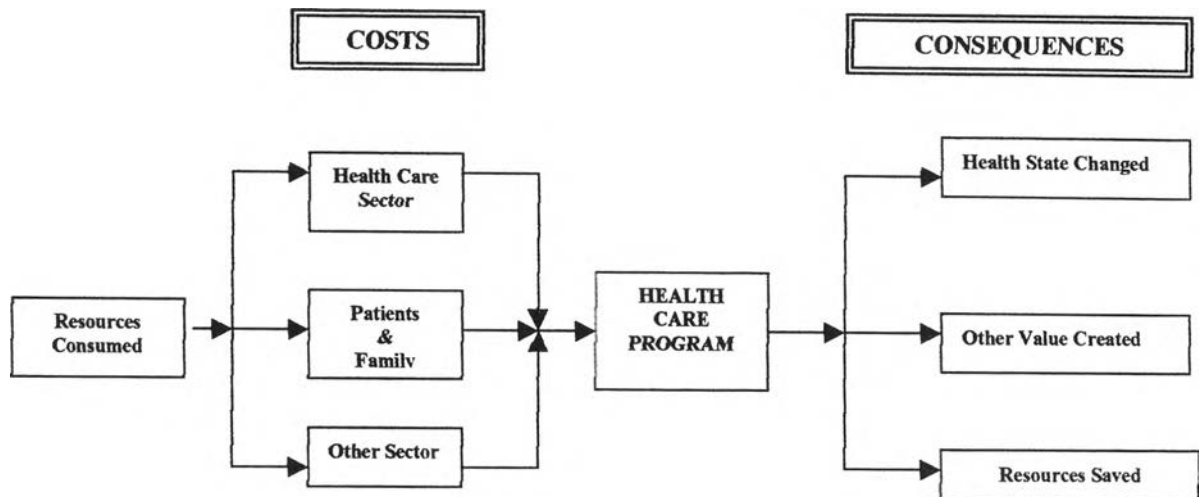 COSTS
CONSEQUENCES
Health Care
Sector
Health State Changed
Resources
Consumed
Patients
&
Family
HEALTH
CARE
PROGRAM
Other Value Created
Other Sector
Resources Saved